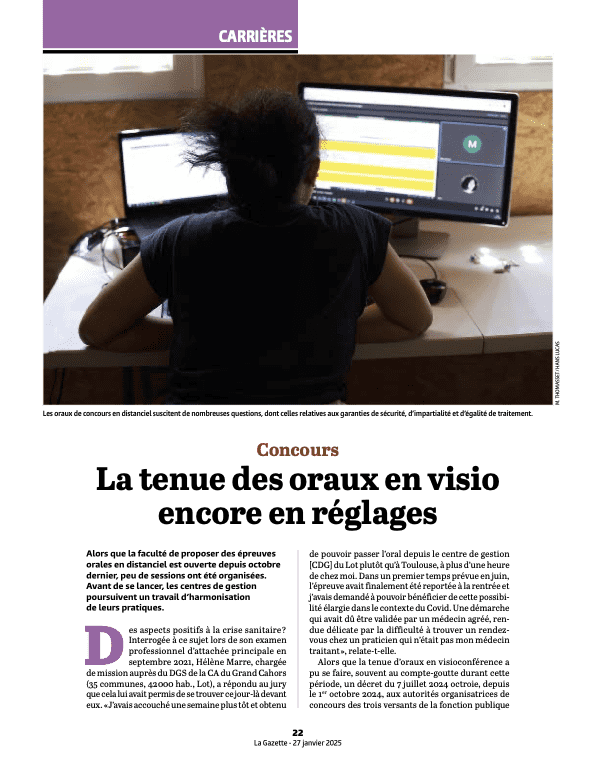 CARRIÈRES
M
M. THOMASSET / HANS LUCAS
Les oraux de concours en distanciel suscitent de nombreuses questions, dont celles relatives aux garanties de sécurité, d'impartialité et d'égalité de traitement.
Concours
La tenue des oraux en visio
encore en réglages
Alors que la faculté de proposer des épreuves
orales en distanciel est ouverte depuis octobre
dernier, peu de sessions ont été organisées.
Avant de se lancer, les centres de gestion
poursuivent un travail d'harmonisation
de leurs pratiques.
Des aspects positifs à la crise sanitaire?
Interrogée à ce sujet lors de son examen
professionnel d'attachée principale en
septembre 2021, Hélène Marre, chargée
de mission auprès du DGS de la CA du Grand Cahors
(35 communes, 42 000 hab., Lot), a répondu au jury
que cela lui avait permis de se trouver ce jour-là devant
eux. «J'avais accouché une semaine plus tôt et obtenu
de pouvoir passer l'oral depuis le centre de gestion
[CDG] du Lot plutôt qu'à Toulouse, à plus d'une heure
de chez moi. Dans un premier temps prévue en juin,
l'épreuve avait finalement été reportée à la rentrée et
j'avais demandé à pouvoir bénéficier de cette possibi-
lité élargie dans le contexte du Covid. Une démarche
qui avait dû être validée par un médecin agréé, ren-
due délicate par la difficulté à trouver un rendez-
vous chez un praticien qui n'était pas mon médecin
traitant», relate-t-elle.
Alors que la tenue d'oraux en visioconférence a
pu se faire, souvent au compte-goutte durant cette
période, un décret du 7 juillet 2024 octroie, depuis
le 1er octobre 2024, aux autorités organisatrices de
concours des trois versants de la fonction publique
22
La Gazette - 27 janvier 2025